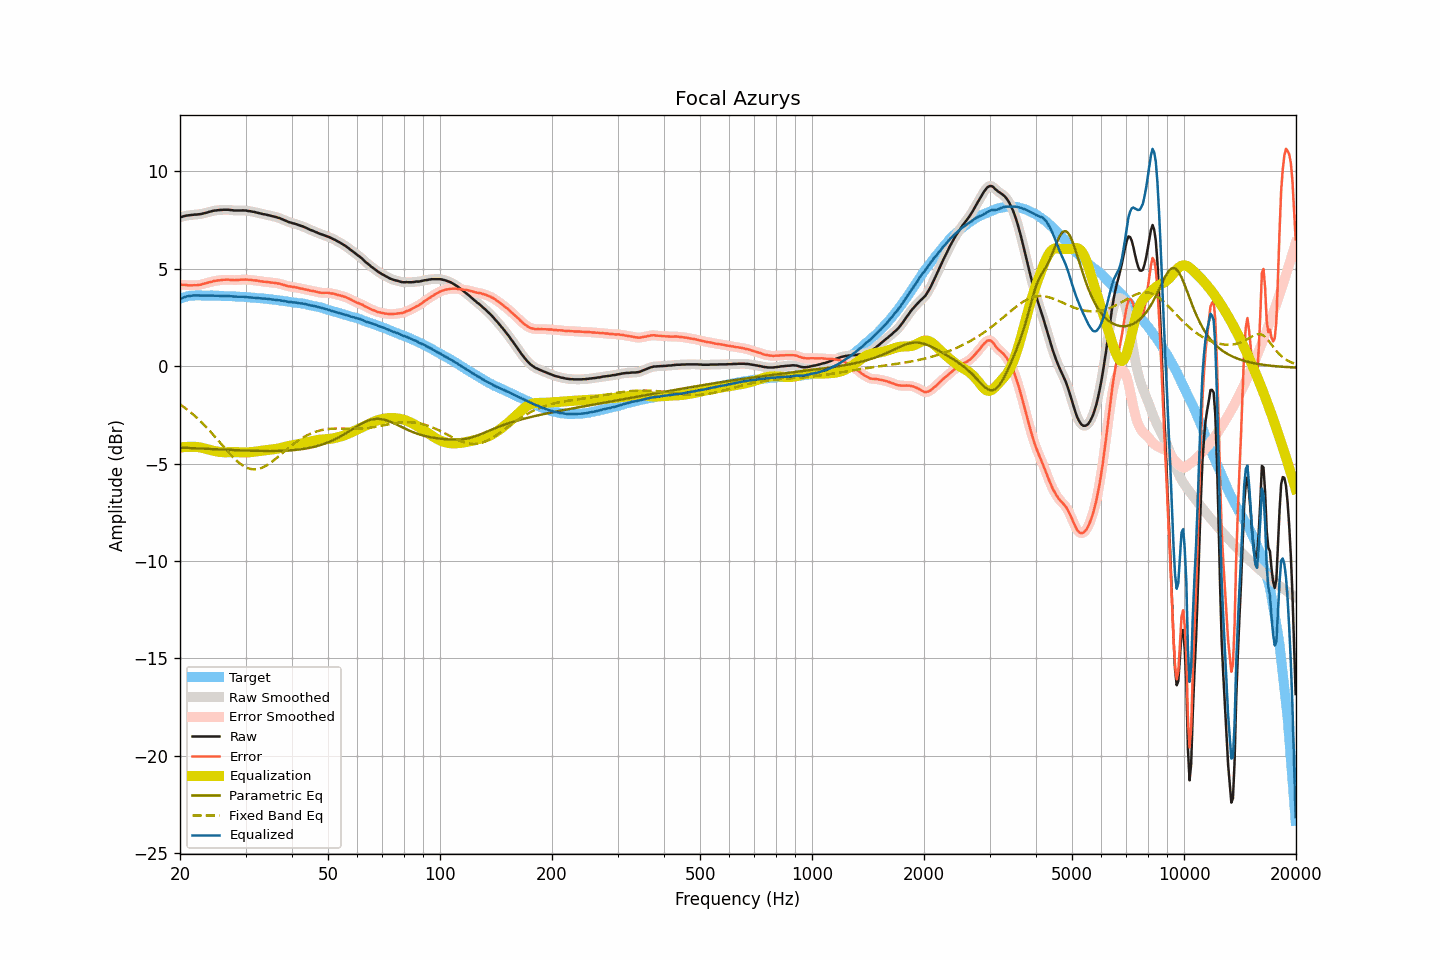 Focal Azurys
10
5
0
−5
−10
−15
−20
−25
Amplitude (dBr)
Target
Raw Smoothed
Error Smoothed
Raw
Error
Equalization
Parametric Eq
Fixed Band Eq
Equalized
20 50 100 200 500 1000 2000 5000 10000 20000
Frequency (Hz)